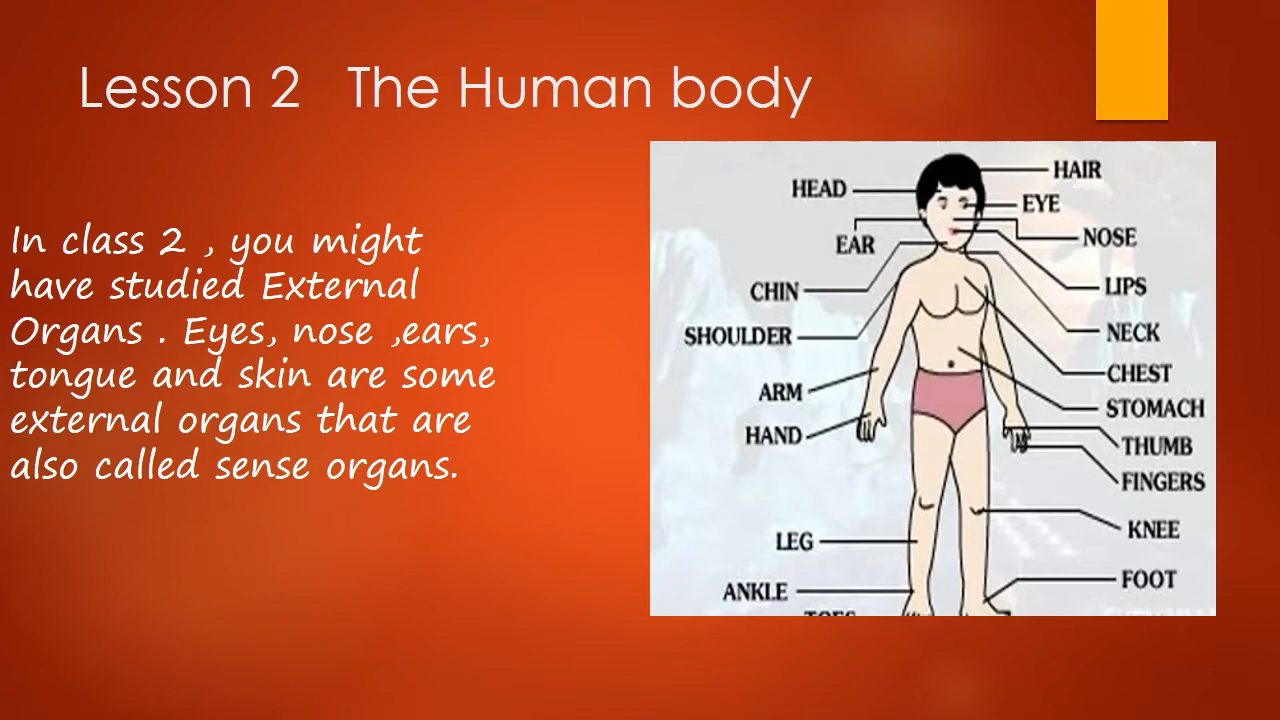 Lesson 2 The Human body
In class 2 , you might
have studied External
Organs . Eyes, nose ,ears,
tongue and skin are some
external organs that are
also called sense organs.
HAIR
HEAD
EYE
EAR
NOSE
CHIN
LIPS
SHOULDER
NECK
CHEST
ARM
STOMACH
HAND
THUMB
FINGERS
KNEE
LEG
FOOT
ANKLE
TOES